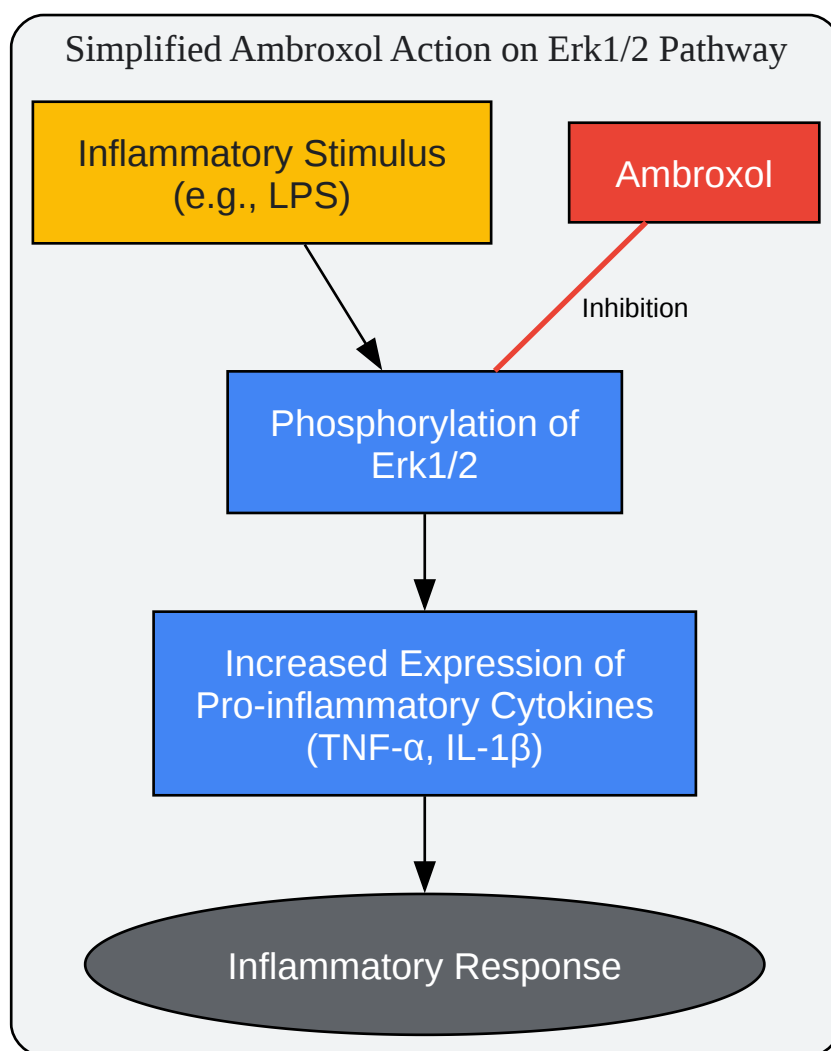 Simplified Ambroxol Action on Erk1/2 Pathway
Inflammatory Stimulus
(e.g., LPS)
Ambroxol
Inhibition
Phosphorylation of
Erk1/2
Increased Expression of
Pro-inflammatory Cytokines
(TNF-α, IL-1β)
Inflammatory Response